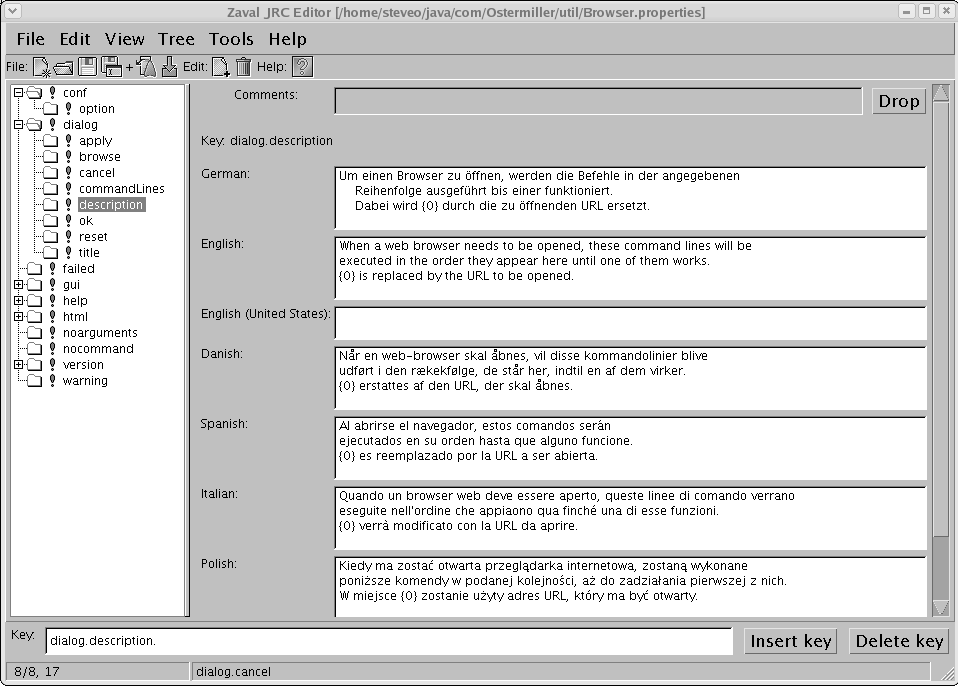 Zaval JRC Editor [/home/steveo/java/com/Ostermiller/util/Browser.properties]
File Edit View Tree Tools Help
File: + Edit: Help: ?
conf
option
dialog
apply
browse
cancel
commandLines
description
ok
reset
title
failed
gui
help
html
noarguments
nocommand
version
warning
Comments:
Drop
Key: dialog.description
German:
Um einen Browser zu öffnen, werden die Befehle in der angegebenen
Reihenfolge ausgeführt bis einer funktioniert.
Dabei wird {0} durch die zu öffnenden URL ersetzt.
English:
When a web browser needs to be opened, these command lines will be
executed in the order they appear here until one of them works.
{0} is replaced by the URL to be opened.
English (United States):
Danish:
Når en web-browser skal åbnes, vil disse kommandolinier blive
udført i den rækekfølge, de står her, indtil en af dem virker.
{0} erstattes af den URL, der skal åbnes.
Spanish:
Al abrirse el navegador, estos comandos serán
ejecutados en su orden hasta que alguno funcione.
{0} es reemplazado por la URL a ser abierta.
Italian:
Quando un browser web deve essere aperto, queste linee di comando verrano
eseguite nell'ordine che appiaono qua finché una di esse funzioni.
{0} verrà modificato con la URL da aprire.
Polish:
Kiedy ma zostać otwarta przeglądarka internetowa, zostaną wykonane
poniższe komendy w podanej kolejności, aż do zadziałania pierwszej z nich.
W miejsce {0} zostanie użyty adres URL, który ma być otwarty.
Key: dialog.description.
Insert key
Delete key
8/8, 17
dialog.cancel